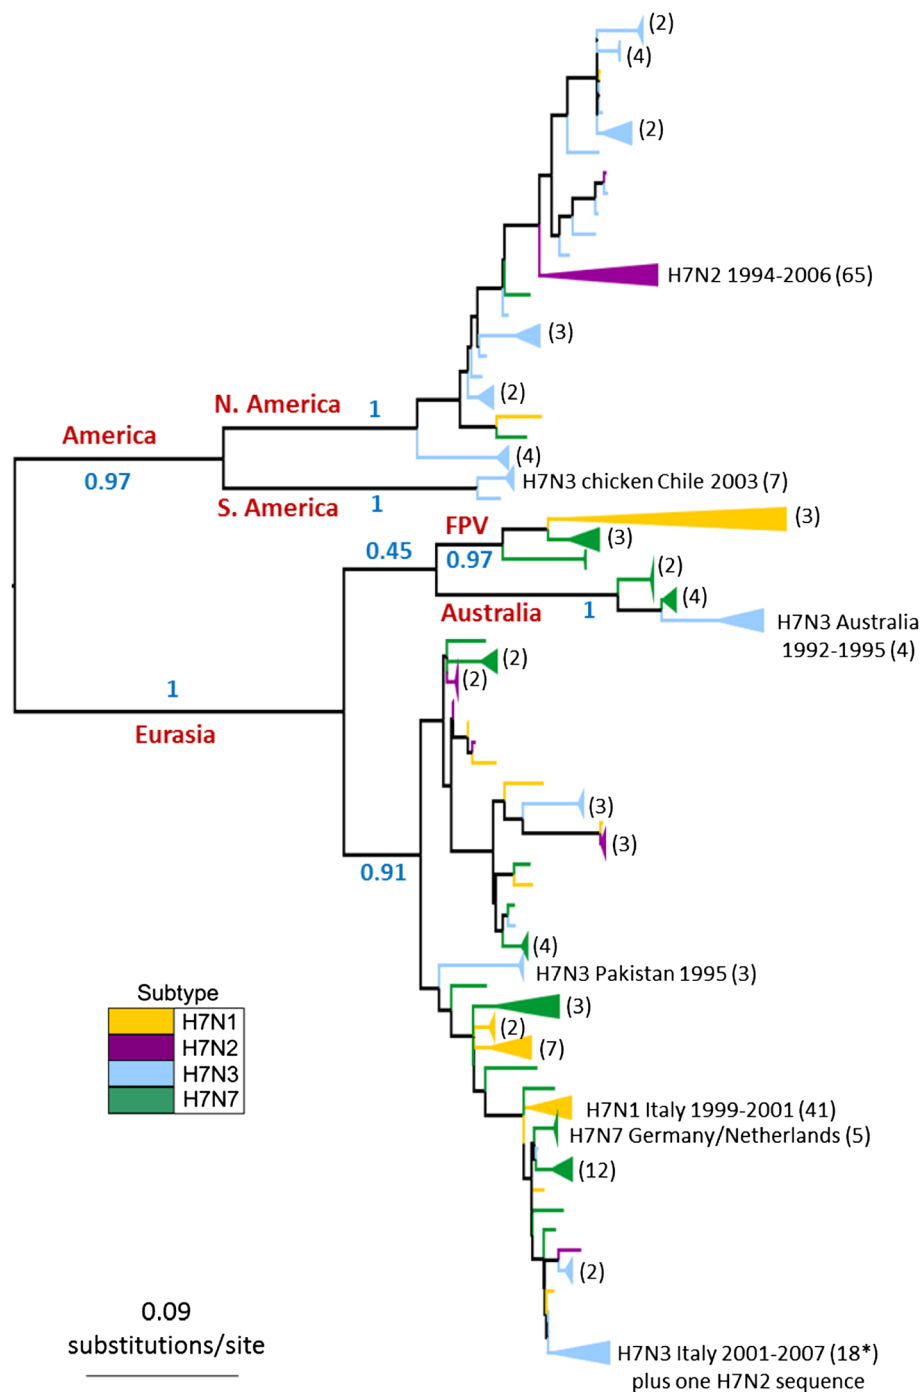 (2)
(4)
(2)
H7N2 1994-2006 (65)
(3)
(2)
N. America
1
America
0.97
(4)
H7N3 chicken Chile 2003 (7)
S. America
1
FPV
(3)
(3)
0.45
0.97
(2)
(4)
Australia
1
H7N3 Australia
1992-1995 (4)
(2)
(2)
1
Eurasia
(3)
(3)
0.91
(4)
H7N3 Pakistan 1995 (3)
Subtype
H7N1
H7N2
H7N3
H7N7
(3)
(2)
(7)
H7N1 Italy 1999-2001 (41)
H7N7 Germany/Netherlands (5)
(12)
(2)
0.09
substitutions/site
H7N3 Italy 2001-2007 (18*)
plus one H7N2 sequence